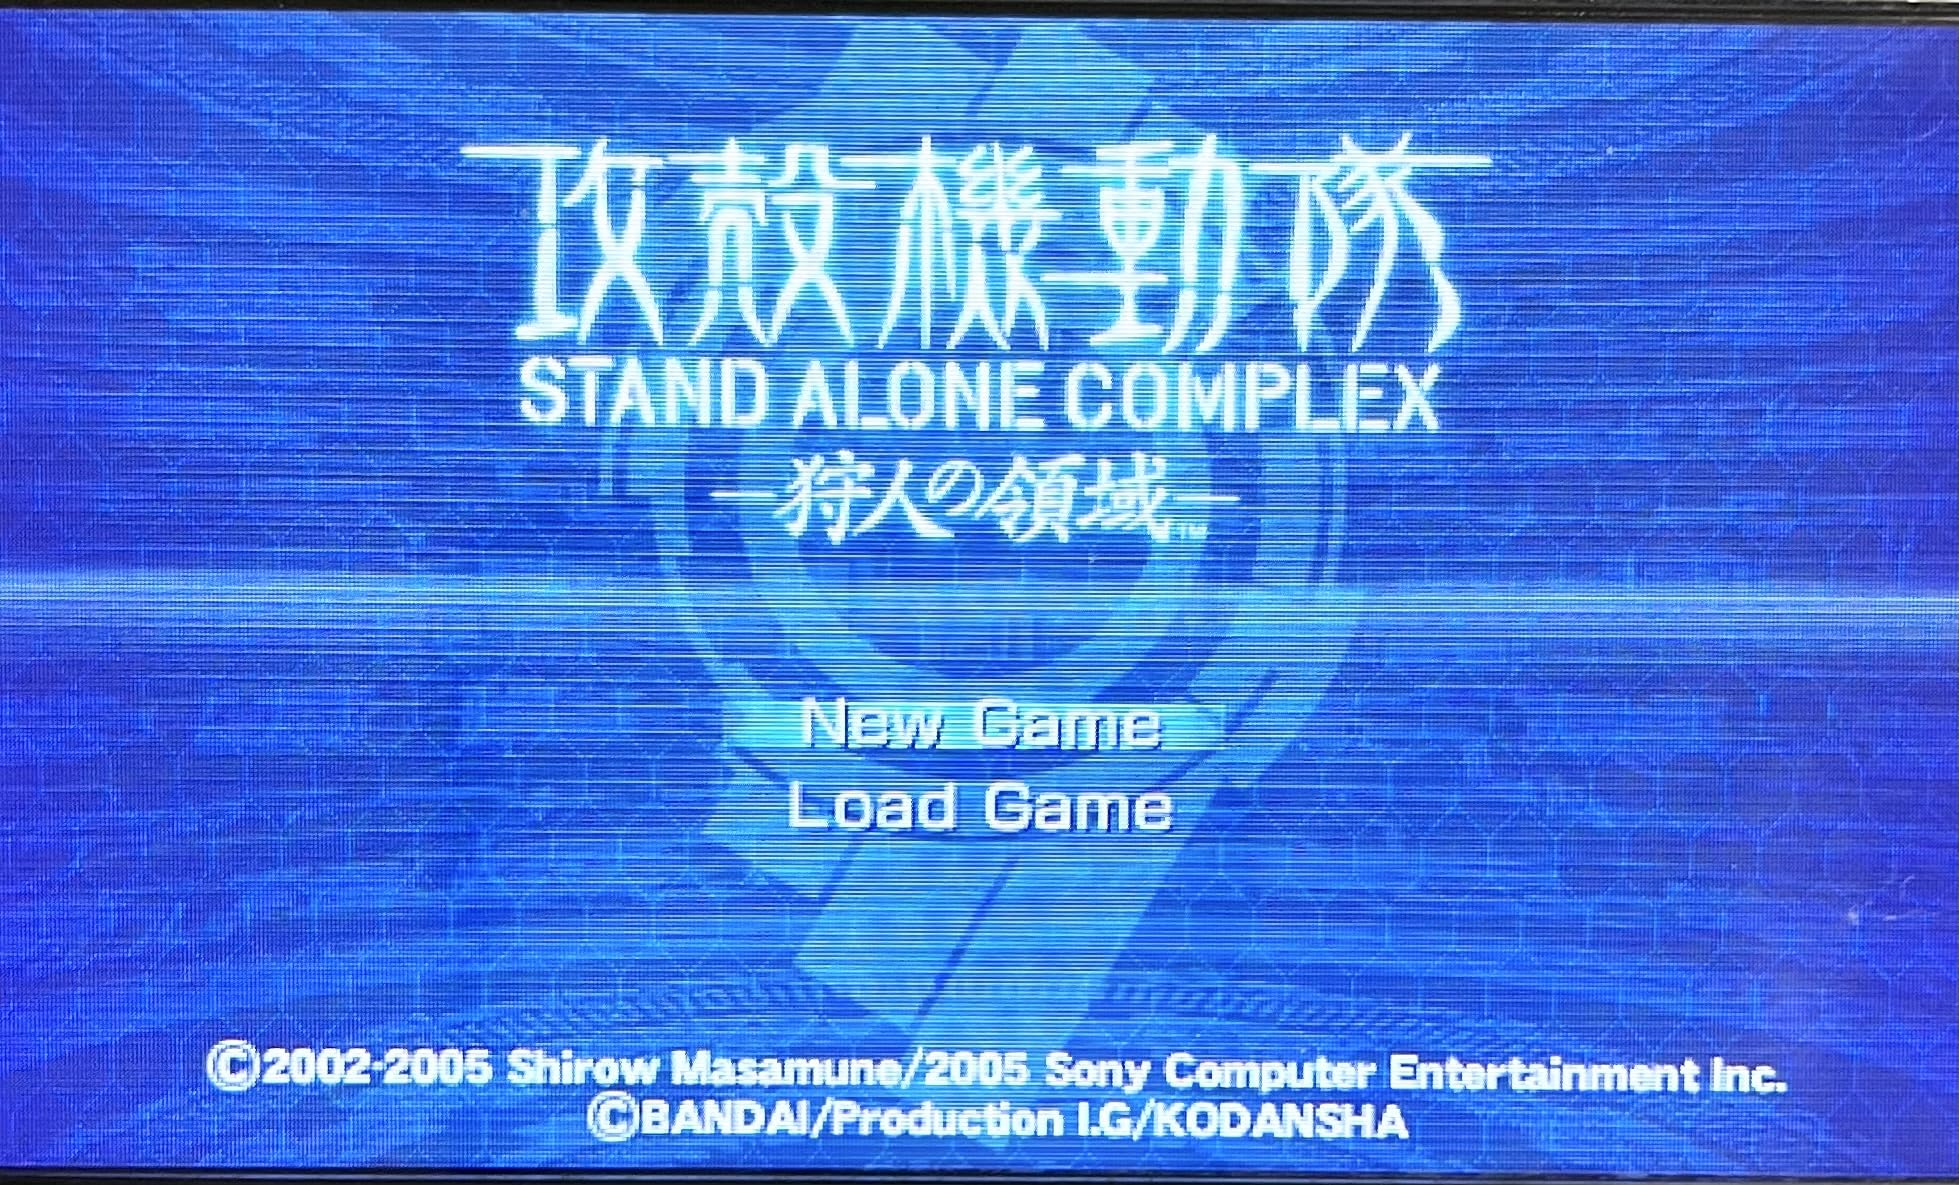 攻殻機動隊
STAND ALONE COMPLEX
—狩人の領域—™
New Game
Load Game
©2002-2005 Shirow Masamune/2005 Sony Computer Entertainment Inc.
©BANDAI/Production I.G/KODANSHA